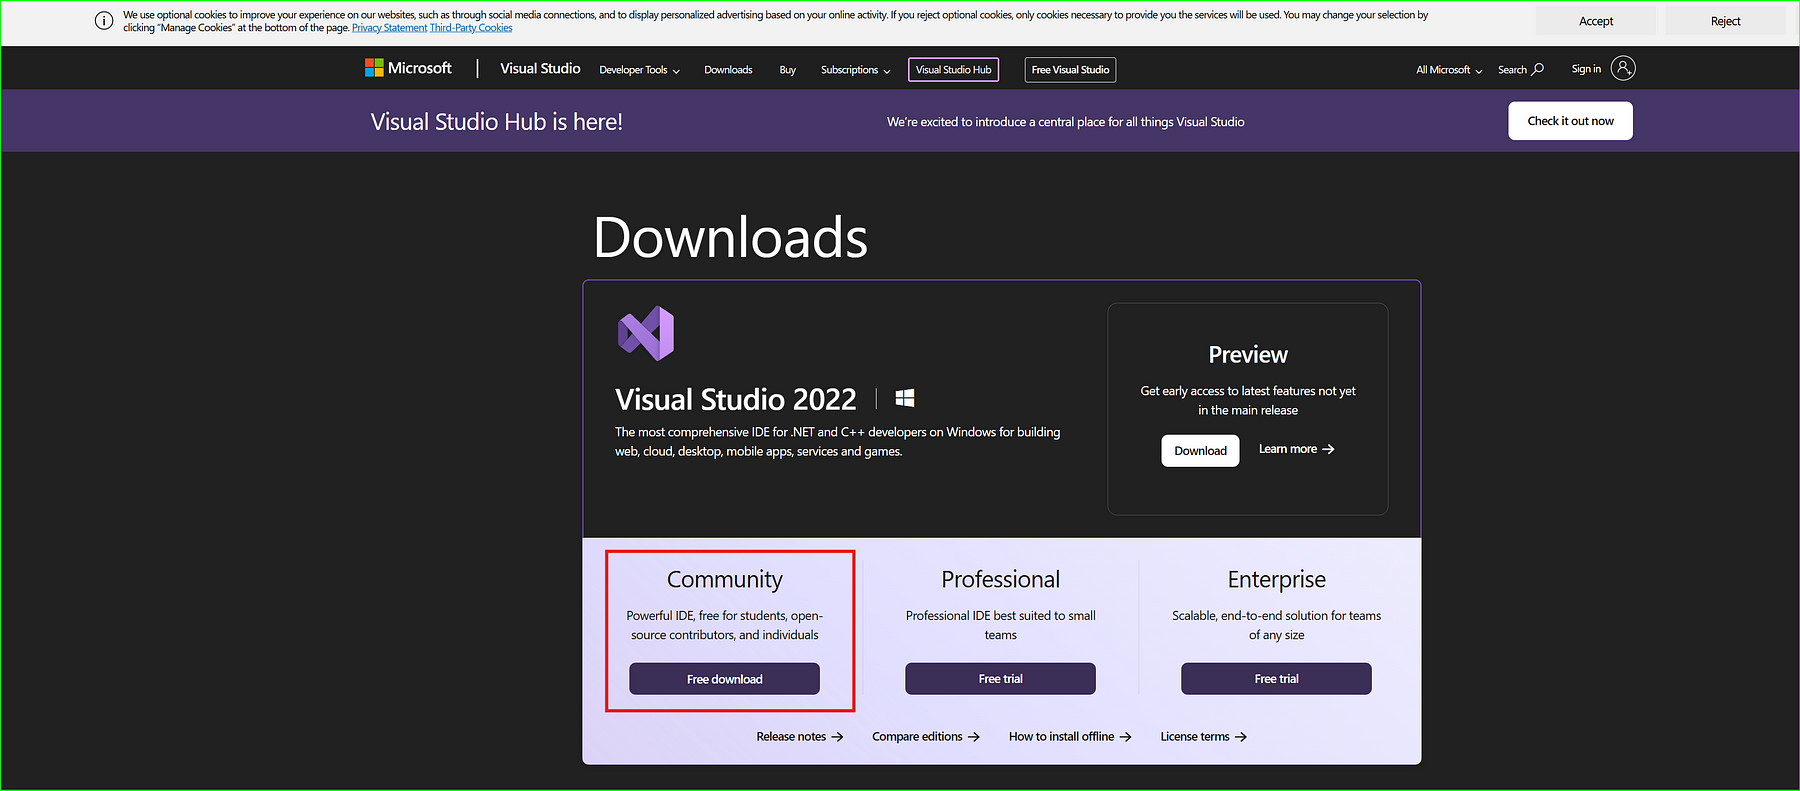 We use optional cookies to improve your experience on our websites, such as through social media connections, and to display personalized advertising based on your online activity. If you reject optional cookies, only cookies necessary to provide you the services will be used. You may change your selection by
clicking “Manage Cookies” at the bottom of the page. Privacy Statement Third-Party Cookies
Accept
Reject
Microsoft
Visual Studio
Developer Tools
Downloads
Buy
Subscriptions
Visual Studio Hub
Free Visual Studio
All Microsoft
Search
Sign in
Visual Studio Hub is here!
We’re excited to introduce a central place for all things Visual Studio
Check it out now
Downloads
Visual Studio 2022
The most comprehensive IDE for .NET and C++ developers on Windows for building
web, cloud, desktop, mobile apps, services and games.
Preview
Get early access to latest features not yet
in the main release
Download
Learn more
Community
Powerful IDE, free for students, open-
source contributors, and individuals
Free download
Professional
Professional IDE best suited to small
teams
Free trial
Enterprise
Scalable, end-to-end solution for teams
of any size
Free trial
Release notes
Compare editions
How to install offline
License terms